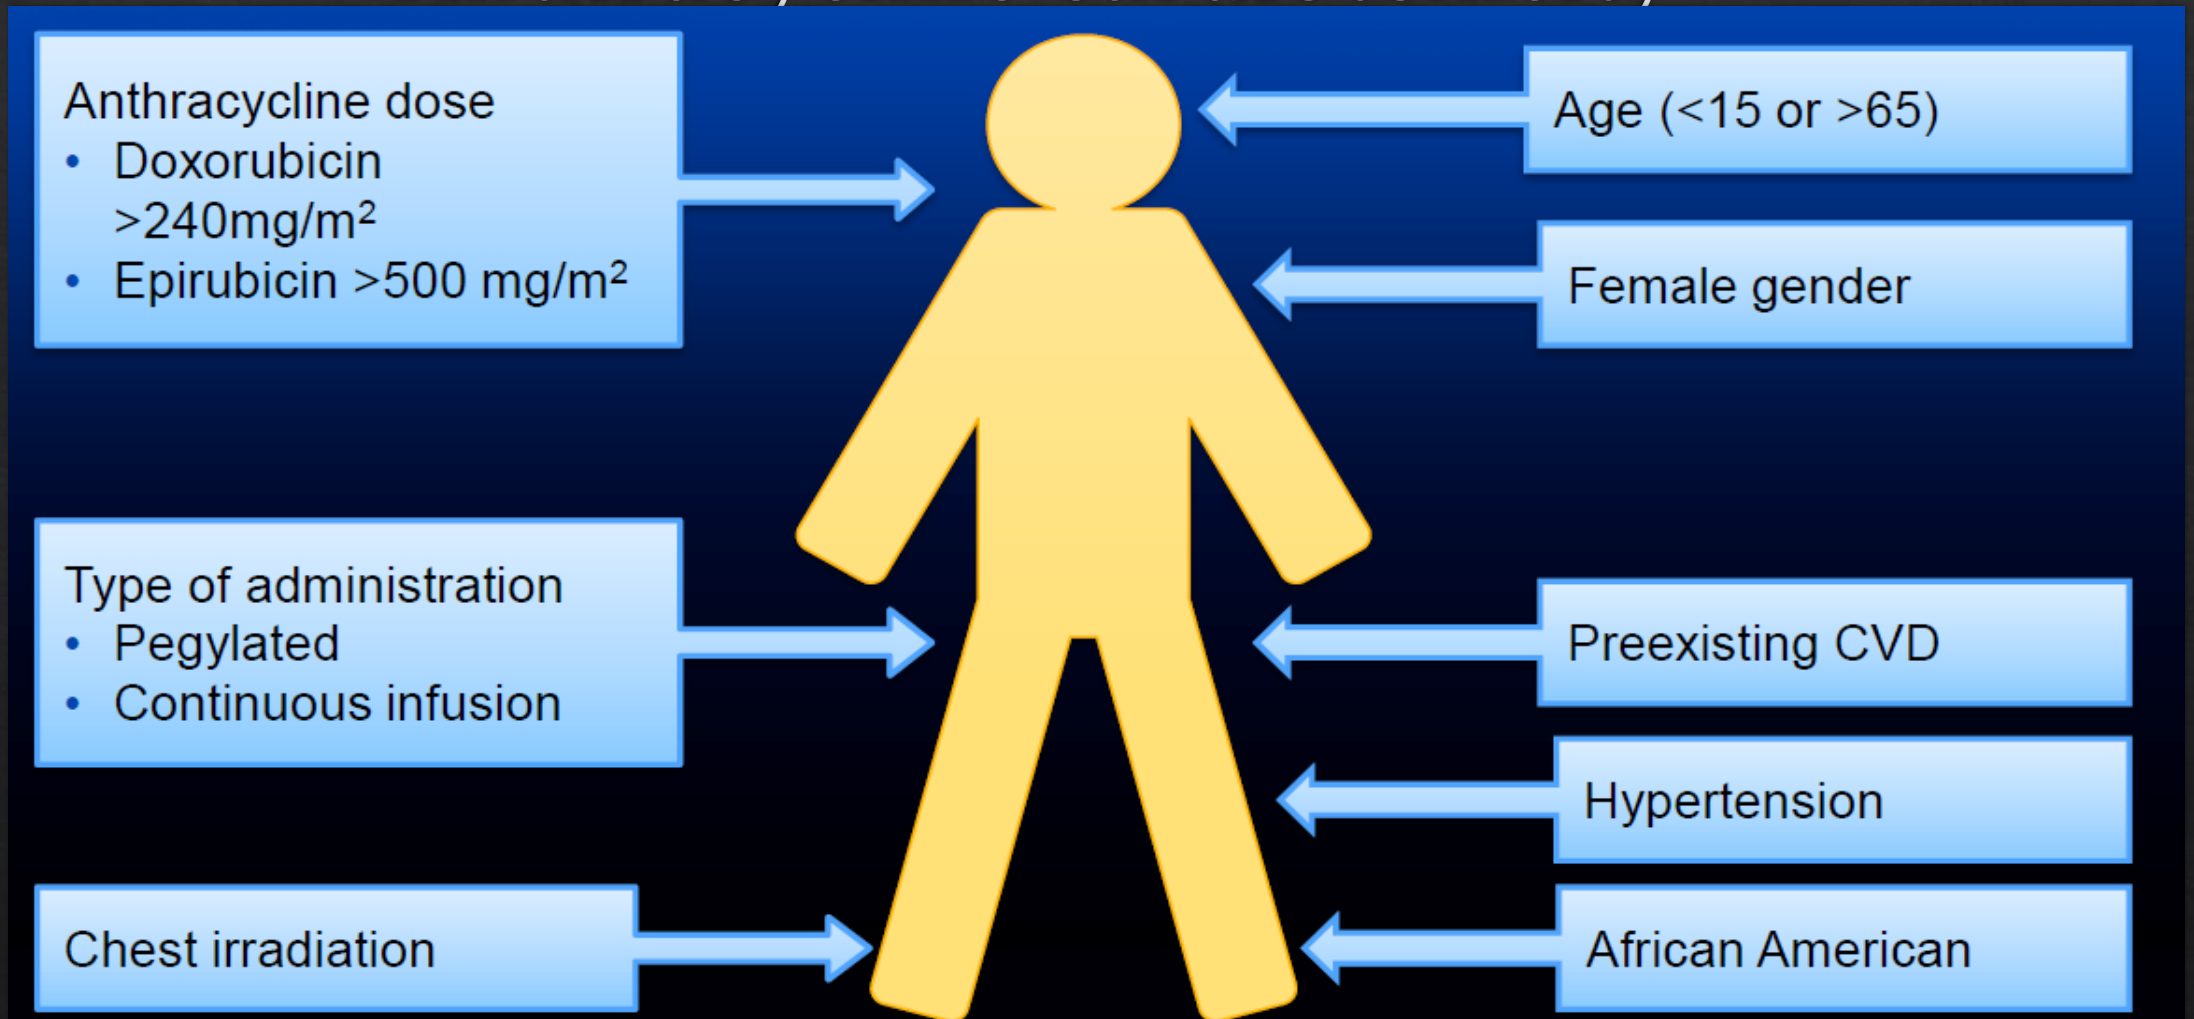 Anthracycline dose
• Doxorubicin
>240mg/m²
• Epirubicin >500 mg/m²
Type of administration
• Pegylated
• Continuous infusion
Chest irradiation
Age (<15 or >65)
Female gender
Preexisting CVD
Hypertension
African American